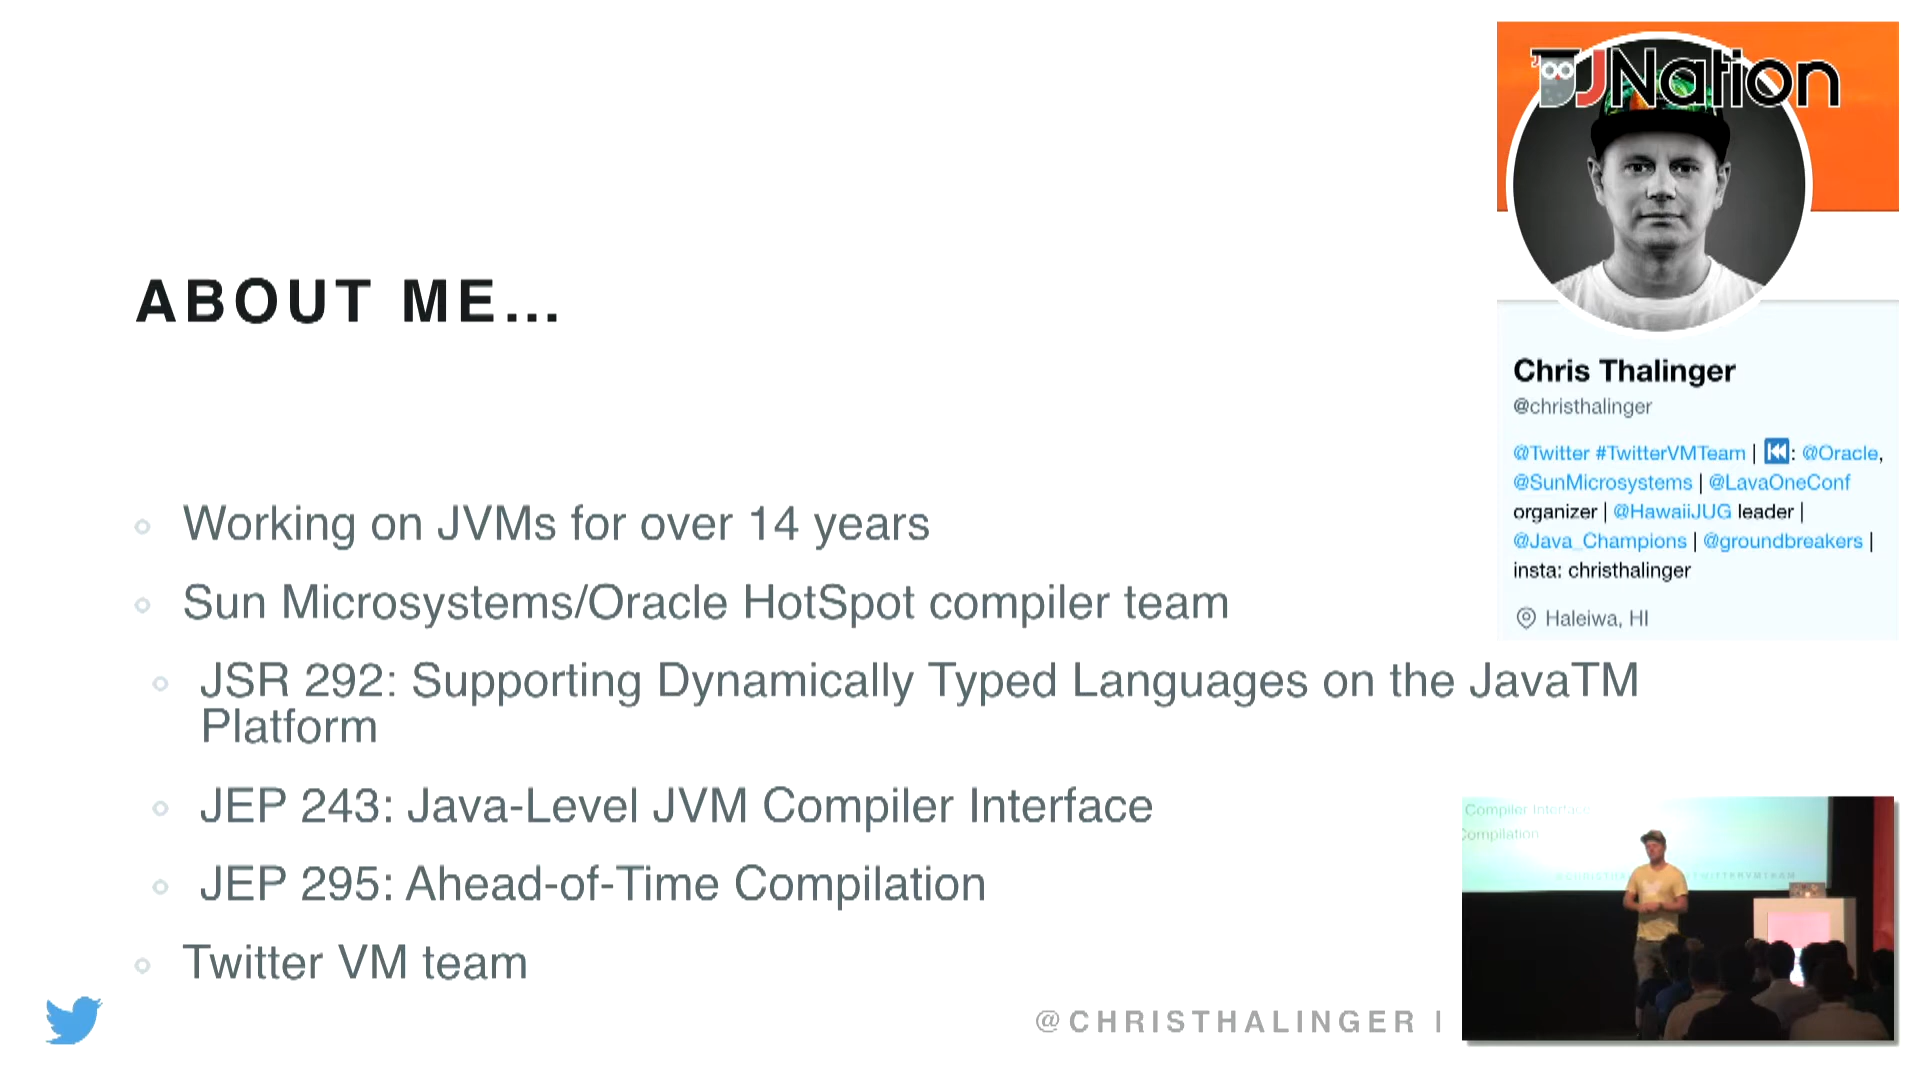 JNation
ABOUT ME...
Chris Thalinger
@christhalinger
@Twitter #TwitterVMTeam | ⏮: @Oracle,
@SunMicrosystems | @LavaOneConf
organizer | @HawaiiJUG leader |
@Java_Champions | @groundbreakers |
insta: christhalinger
Haleiwa, HI
Working on JVMs for over 14 years
Sun Microsystems/Oracle HotSpot compiler team
JSR 292: Supporting Dynamically Typed Languages on the JavaTM
Platform
JEP 243: Java-Level JVM Compiler Interface
JEP 295: Ahead-of-Time Compilation
Twitter VM team
@CHRISTHALINGER |
Compiler Interface
Compilation